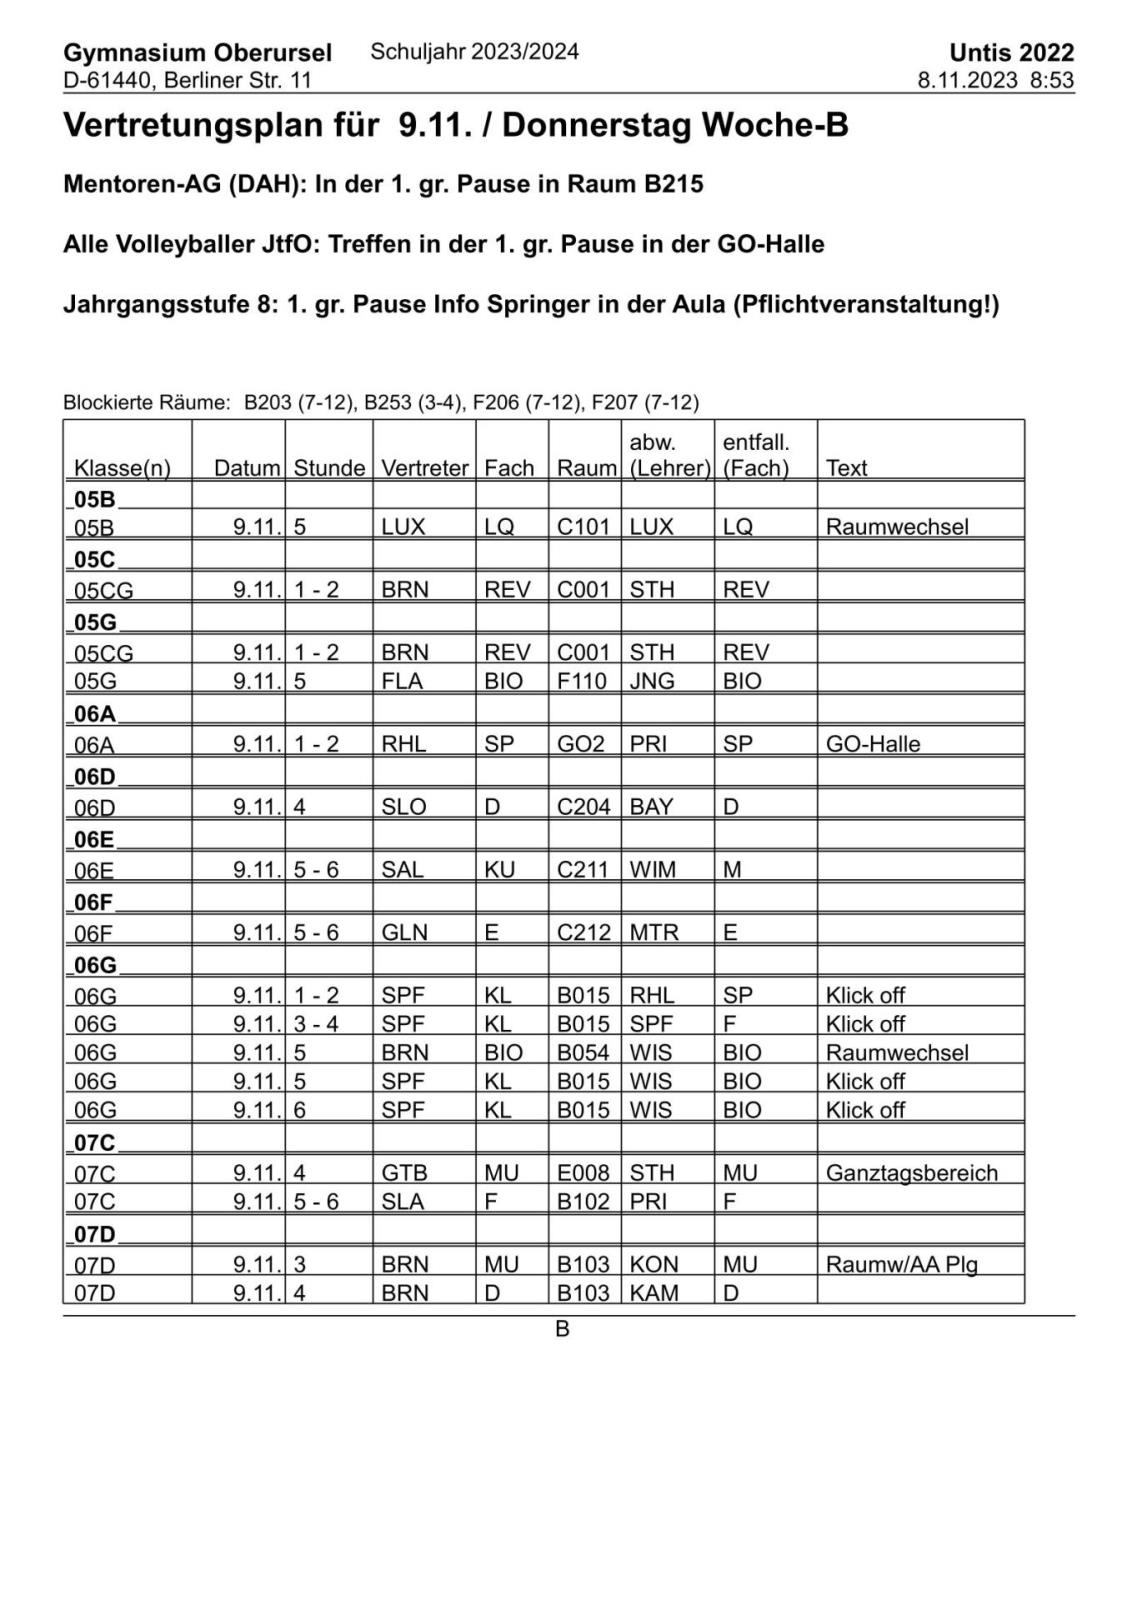 Gymnasium Oberursel Schuljahr 2023/2024 Untis 2022
D-61440, Berliner Str. 11 8.11.2023 8:53
Vertretungsplan für 9.11. / Donnerstag Woche-B
Mentoren-AG (DAH): In der 1. gr. Pause in Raum B215
Alle Volleyballer JtfO: Treffen in der 1. gr. Pause in der GO-Halle
Jahrgangsstufe 8: 1. gr. Pause Info Springer in der Aula (Pflichtveranstaltung!)
Blockierte Räume: B203 (7-12), B253 (3-4), F206 (7-12), F207 (7-12)
abw. entfall.
Klasse(n) Datum Stunde Vertreter Fach Raum (Lehrer) (Fach) Text
05B
05B 9.11. 5 LUX LQ C101 LUX LQ Raumwechsel
05C
05CG 9.11. 1 - 2 BRN REV C001 STH REV
05G
05CG 9.11. 1 - 2 BRN REV C001 STH REV
05G 9.11. 5 FLA BIO F110 JNG BIO
06A
06A 9.11. 1 - 2 RHL SP GO2 PRI SP GO-Halle
06D
06D 9.11. 4 SLO D C204 BAY D
06E
06E 9.11. 5 - 6 SAL KU C211 WIM M
06F
06F 9.11. 5 - 6 GLN E C212 MTR E
06G
06G 9.11. 1 - 2 SPF KL B015 RHL SP Klick off
06G 9.11. 3 - 4 SPF KL B015 SPF F Klick off
06G 9.11. 5 BRN BIO B054 WIS BIO Raumwechsel
06G 9.11. 5 SPF KL B015 WIS BIO Klick off
06G 9.11. 6 SPF KL B015 WIS BIO Klick off
07C
07C 9.11. 4 GTB MU E008 STH MU Ganztagsbereich
07C 9.11. 5 - 6 SLA F B102 PRI F
07D
07D 9.11. 3 BRN MU B103 KON MU Raumw/AA Plg
07D 9.11. 4 BRN D B103 KAM D
B